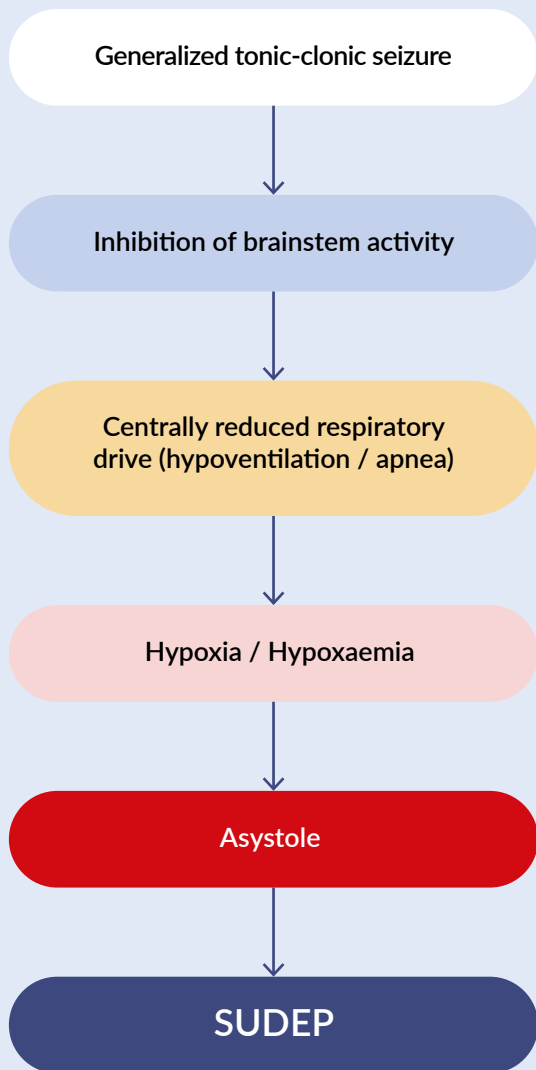 Generalized tonic-clonic seizure
Inhibition of brainstem activity
Centrally reduced respiratory
drive (hypoventilation / apnea)
Hypoxia / Hypoxaemia
Asystole
SUDEP